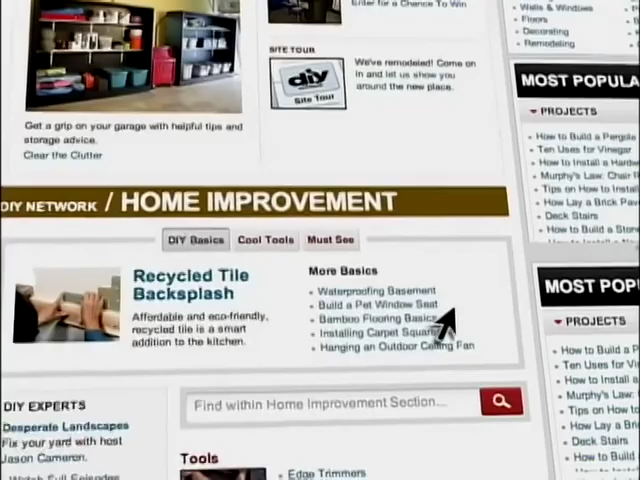 Enter for a Chance To Win
SITE TOUR
diy
Site Tour
We've remodeled! Come on
in and let us show you
around the new place.
Get a grip on your garage with helpful tips and
storage advice.
Clear the Clutter
Walls & Windows
Floors
Decorating
Remodeling
MOST POPULA
PROJECTS
How to Build a Pergola
Ten Uses for Vinegar
How to Install a Hardw
Murphy's Law: Chair R
Tips on How to Install
How Lay a Brick Pav
Deck Stairs
How to Build a Stone
DIY NETWORK / HOME IMPROVEMENT
DIY Basics
Cool Tools
Must See
Recycled Tile
Backsplash
Affordable and eco-friendly,
recycled tile is a smart
addition to the kitchen.
More Basics
Waterproofing Basement
Build a Pet Window Seat
Bamboo Flooring Basics
Installing Carpet Square
Hanging an Outdoor Ceiling Fan
MOST POPU
PROJECTS
How to Build a P
Ten Uses for Vi
How to Install a
Murphy's Law:
Tips on How to
How Lay a Bri
Deck Stairs
How to Build
DIY EXPERTS
Desperate Landscapes
Fix your yard with host
Jason Cameron.
Watch Full Episodes
Find within Home Improvement Section...
Tools
Edge Trimmers